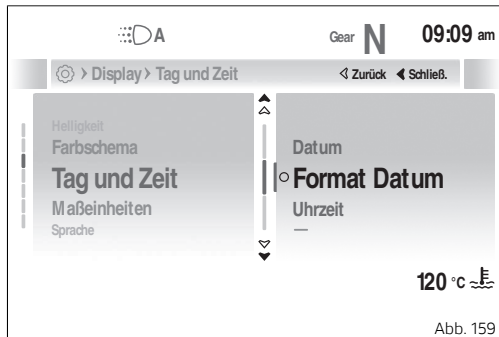 A Gear N 09:09 am
> Display > Tag und Zeit Zurück Schließ.
Helligkeit
Farbschema
Tag und Zeit
Maßeinheiten
Sprache
Datum
Format Datum
Uhrzeit
—
120 °C
Abb. 159